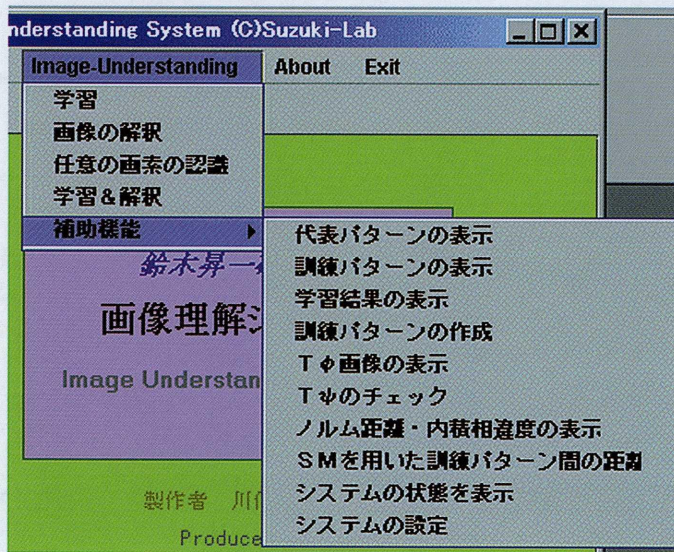 nderstanding System (C)Suzuki-Lab
Image-Understanding About Exit
学習
画像の解釈
任意の画素の認識
学習&解釈
補助機能
代表パターンの表示
訓練パターンの表示
学習結果の表示
訓練パターンの作成
Tφ画像の表示
Tψのチェック
ノルム距離・内積相違度の表示
SMを用いた訓練パターン間の距離
システムの状態を表示
システムの設定
鈴木昇一
画像理解シ
Image Understan
製作者 川
Produce